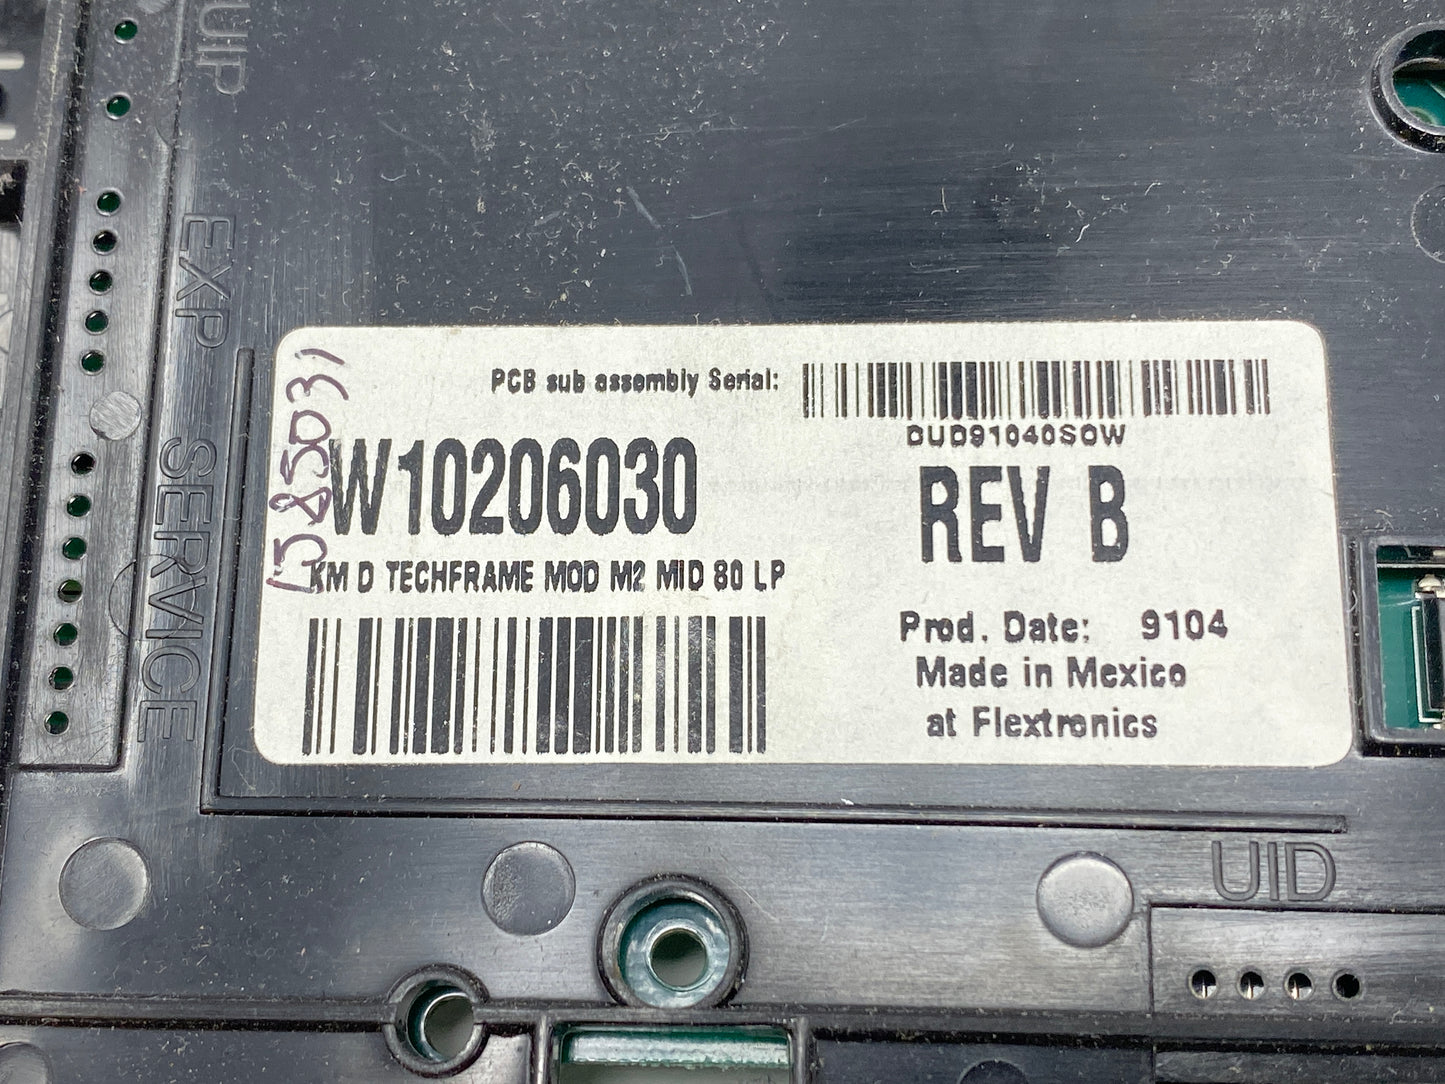 UIP
EXP SERVICE
1585031
PCB sub assembly Serial:
DUD91040SOW
W10206030
REV B
KM D TECHFRAME MOD M2 MID 80 LP
Prod. Date: 9104
Made in Mexico
at Flextronics
UID